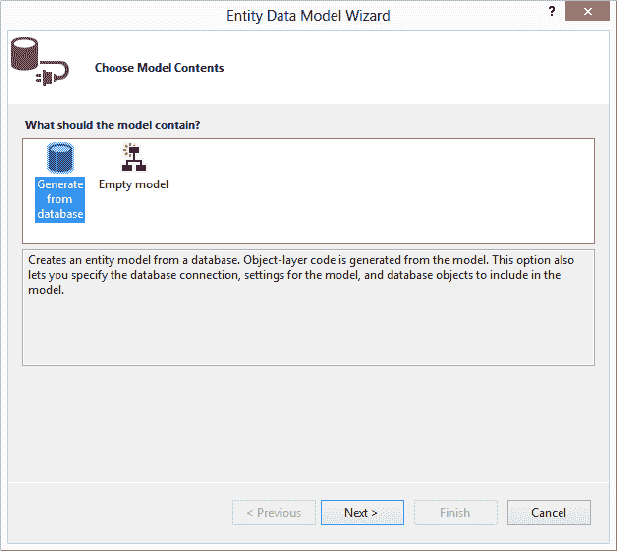 Entity Data Model Wizard
?
Choose Model Contents
What should the model contain?
Generate
from
database
Empty model
Creates an entity model from a database. Object-layer code is generated from the model. This option also
lets you specify the database connection, settings for the model, and database objects to include in the
model.
< Previous
Next >
Finish
Cancel